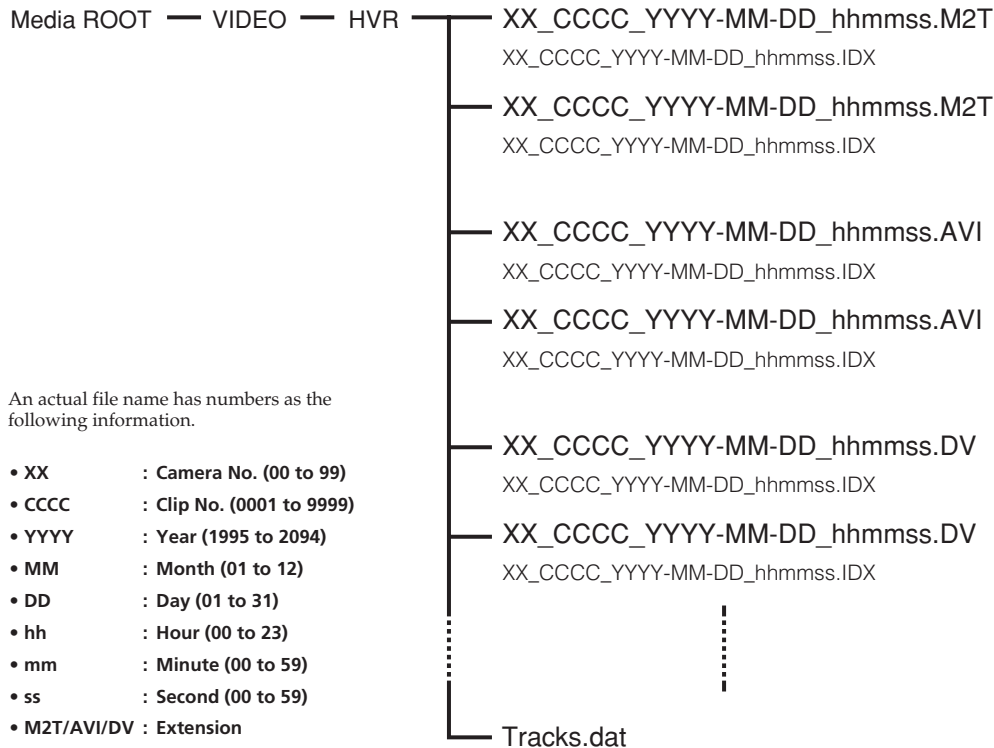 Media ROOT VIDEO HVR XX_CCCC_YYYY-MM-DD_hhmmss.M2T
XX_CCCC_YYYY-MM-DD_hhmmss.IDX
XX_CCCC_YYYY-MM-DD_hhmmss.M2T
XX_CCCC_YYYY-MM-DD_hhmmss.IDX
XX_CCCC_YYYY-MM-DD_hhmmss.AVI
XX_CCCC_YYYY-MM-DD_hhmmss.IDX
XX_CCCC_YYYY-MM-DD_hhmmss.AVI
XX_CCCC_YYYY-MM-DD_hhmmss.IDX
XX_CCCC_YYYY-MM-DD_hhmmss.DV
XX_CCCC_YYYY-MM-DD_hhmmss.IDX
XX_CCCC_YYYY-MM-DD_hhmmss.DV
XX_CCCC_YYYY-MM-DD_hhmmss.IDX
Tracks.dat
An actual file name has numbers as the
following information.
• XX : Camera No. (00 to 99)
• CCCC : Clip No. (0001 to 9999)
• YYYY : Year (1995 to 2094)
• MM : Month (01 to 12)
• DD : Day (01 to 31)
• hh : Hour (00 to 23)
• mm : Minute (00 to 59)
• ss : Second (00 to 59)
• M2T/AVI/DV : Extension